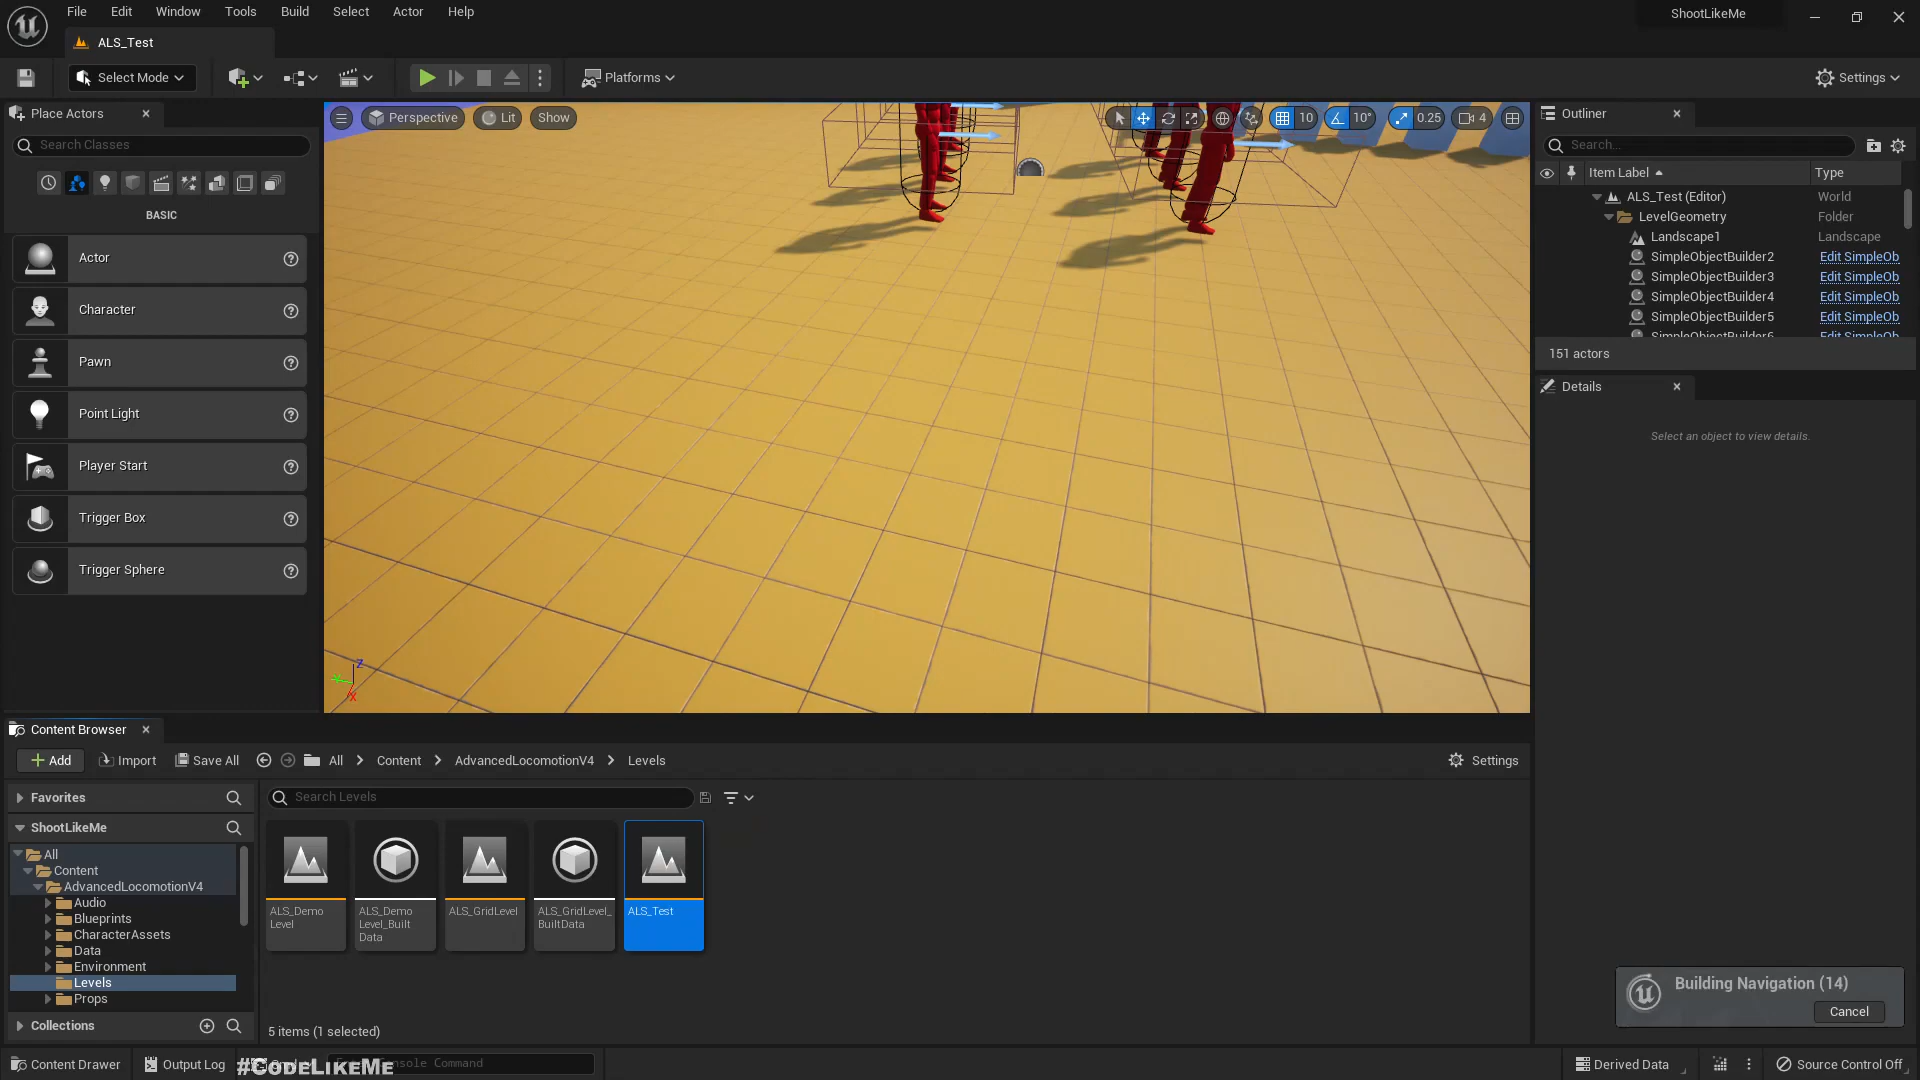 File Edit Window Tools Build Select Actor Help
ShootLikeMe
ALS_Test
Select Mode
Platforms
Settings
Place Actors
Search Classes
BASIC
Actor
Character
Pawn
Point Light
Player Start
Trigger Box
Trigger Sphere
Perspective Lit Show
10 10° 0.25 4
Z
X
Outliner
Search...
Item Label Type
ALS_Test (Editor) World
LevelGeometry Folder
Landscape1 Landscape
SimpleObjectBuilder2 Edit SimpleOb
SimpleObjectBuilder3 Edit SimpleOb
SimpleObjectBuilder4 Edit SimpleOb
SimpleObjectBuilder5 Edit SimpleOb
SimpleObjectBuilder6 Edit SimpleOb
151 actors
Details
Select an object to view details.
Content Browser
Add Import Save All All Content AdvancedLocomotionV4 Levels Settings
Favorites
ShootLikeMe
All
Content
AdvancedLocomotionV4
Audio
Blueprints
CharacterAssets
Data
Environment
Levels
Props
Collections
Search Levels
ALS_Demo
Level
ALS_Demo
Level_Built
Data
ALS_GridLevel
ALS_GridLevel_
BuiltData
ALS_Test
5 items (1 selected)
Building Navigation (14)
Cancel
Content Drawer Output Log Console Command Derived Data Source Control Off
#CODELIKEME